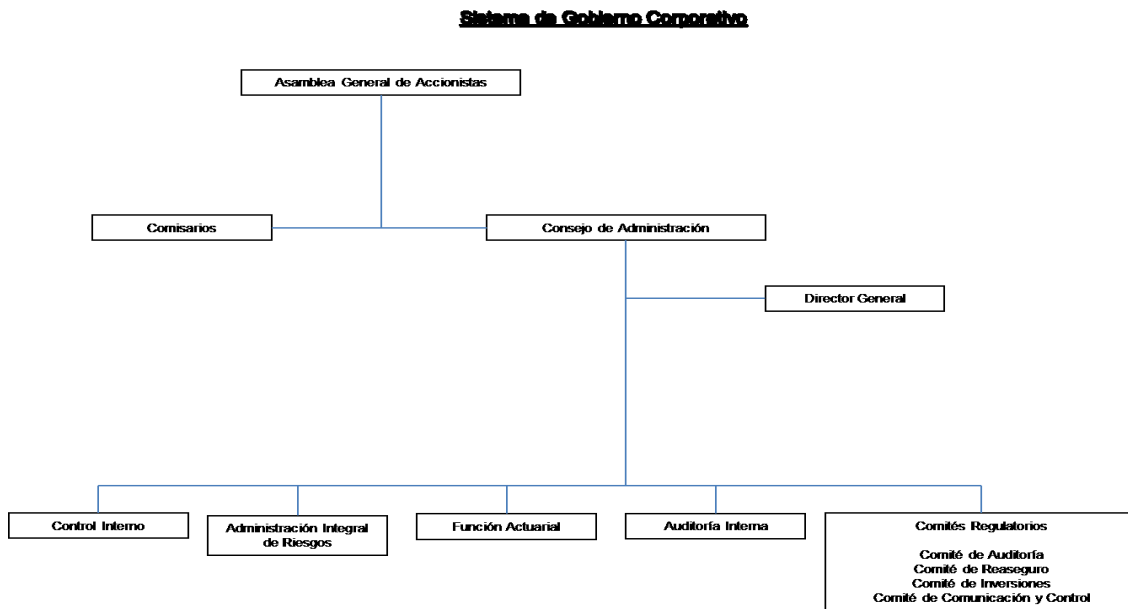 Sistema de Gobierno Corporativo
Asamblea General de Accionistas
Comisarios
Consejo de Administración
Director General
Control Interno
Administración Integral
de Riesgos
Función Actuarial
Auditoría Interna
Comités Regulatorios
Comité de Auditoría
Comité de Reaseguro
Comité de Inversiones
Comité de Comunicación y Control